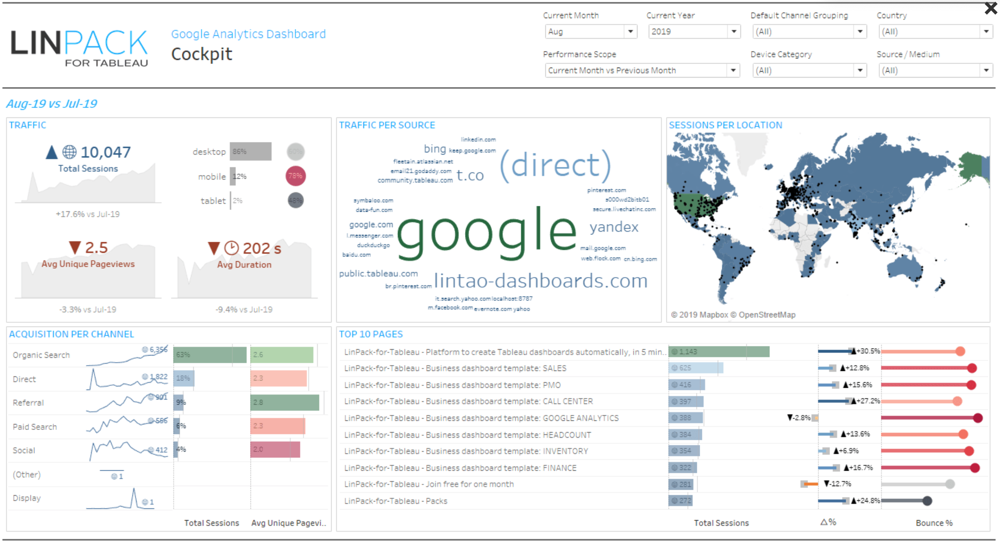 LINPACK
FOR TABLEAU
Google Analytics Dashboard
Cockpit
Current Month
Aug
Current Year
2019
Default Channel Grouping
(All)
Country
(All)
Performance Scope
Current Month vs Previous Month
Device Category
(All)
Source / Medium
(All)
Aug-19 vs Jul-19
TRAFFIC
▲ 10,047
Total Sessions
+17.6% vs Jul-19
desktop 86% 60%
mobile 12% 78%
tablet 2% 48%
▼ 2.5
Avg Unique Pageviews
-3.3% vs Jul-19
▼ 202 s
Avg Duration
-9.4% vs Jul-19
TRAFFIC PER SOURCE
linkedin.com
bing keep.google.com
(direct)
fleetain.atlassian.net
email21.godaddy.com
t.co
community.tableau.com
pinterest.com
s000wd2bitb01
secure.livechatinc.com
symbaloo.com
data-fun.com
google.com
l.messenger.com
duckduckgo
baidu.com
google
yandex
mail.google.com
web.flock.com cn.bing.com
public.tableau.com
br.pinterest.com
lintao-dashboards.com
it.search.yahoo.com localhost:8787
m.facebook.com evernote.com yahoo
SESSIONS PER LOCATION
© 2019 Mapbox © OpenStreetMap
ACQUISITION PER CHANNEL
Organic Search 6,356 63% 2.6
Direct 1,822 18% 2.3
Referral 901 9% 2.8
Paid Search 556 6% 2.3
Social 412 4% 2.0
(Other) 1
Display 1
Total Sessions Avg Unique Pagevi..
TOP 10 PAGES
LinPack-for-Tableau - Platform to create Tableau dashboards automatically, in 5 min.. 1,143 ▲+30.5%
LinPack-for-Tableau - Business dashboard template: SALES 625 ▲+12.8%
LinPack-for-Tableau - Business dashboard template: PMO 416 ▲+15.6%
LinPack-for-Tableau - Business dashboard template: CALL CENTER 397 ▲+27.2%
LinPack-for-Tableau - Business dashboard template: GOOGLE ANALYTICS 388 ▼-2.8%
LinPack-for-Tableau - Business dashboard template: HEADCOUNT 384 ▲+13.6%
LinPack-for-Tableau - Business dashboard template: INVENTORY 354 ▲+6.9%
LinPack-for-Tableau - Business dashboard template: FINANCE 322 ▲+16.7%
LinPack-for-Tableau - Join free for one month 281 ▼-12.7%
LinPack-for-Tableau - Packs 272 ▲+24.8%
Total Sessions △% Bounce %